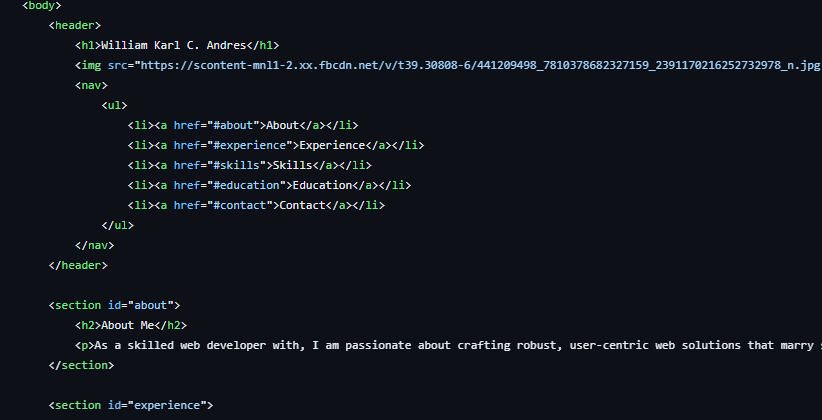 <body>
<header>
<h1>William Karl C. Andres</h1>
<img src="https://scontent-mnl1-2.xx.fbcdn.net/v/t39.30808-6/441209498_7810378682327159_2391170216252732978_n.jpg
<nav>
<ul>
<li><a href="#about">About</a></li>
<li><a href="#experience">Experience</a></li>
<li><a href="#skills">Skills</a></li>
<li><a href="#education">Education</a></li>
<li><a href="#contact">Contact</a></li>
</ul>
</nav>
</header>
<section id="about">
<h2>About Me</h2>
<p>As a skilled web developer with, I am passionate about crafting robust, user-centric web solutions that marry
</section>
<section id="experience">